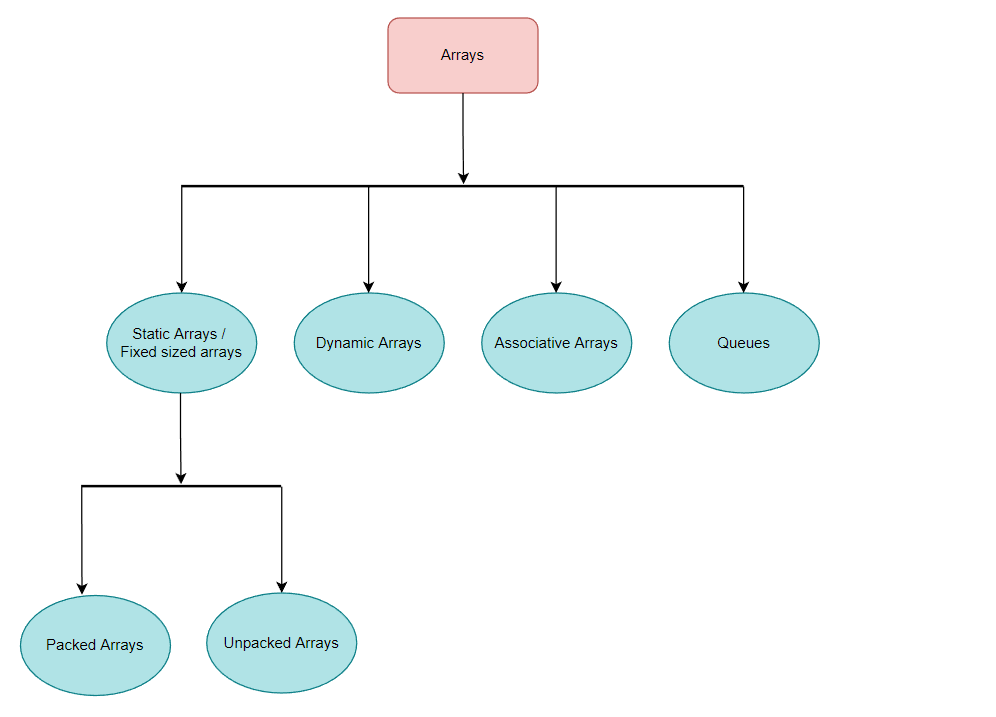 Arrays
Static Arrays /
Fixed sized arrays
Dynamic Arrays
Associative Arrays
Queues
Packed Arrays
Unpacked Arrays